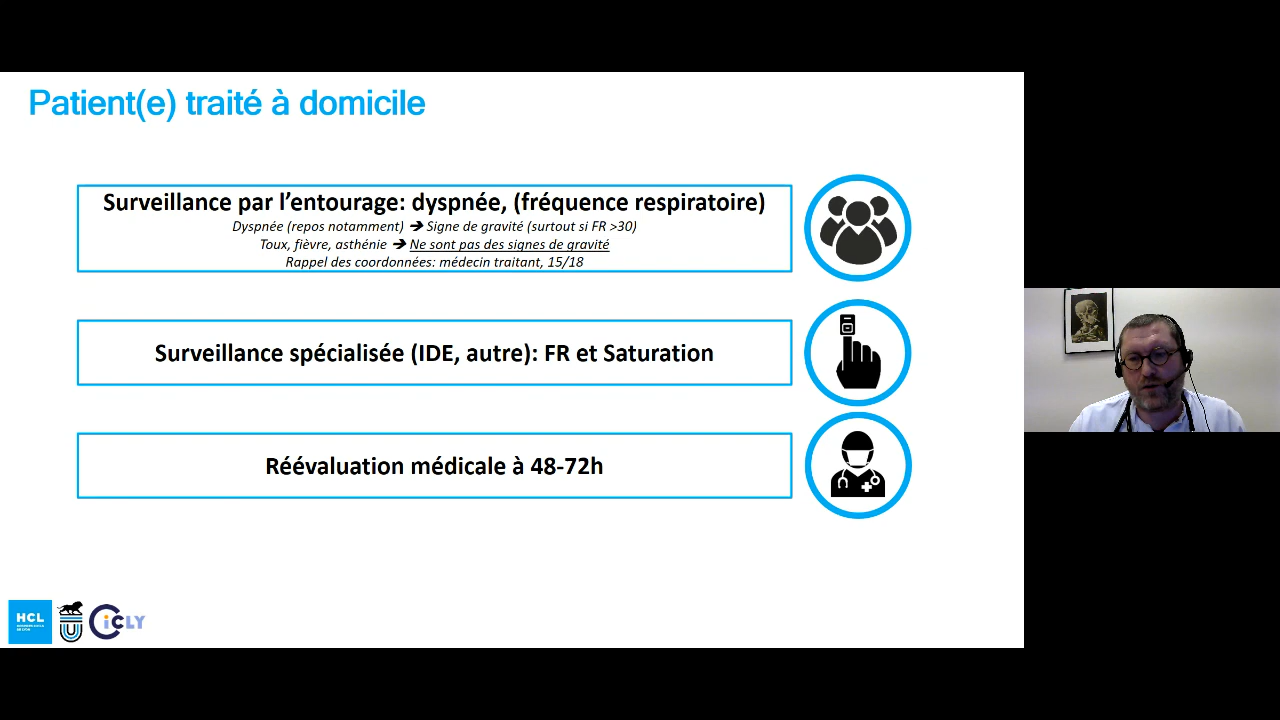 Patient(e) traité à domicile
Surveillance par l’entourage: dyspnée, (fréquence respiratoire)
Dyspnée (repos notamment) 🡪 Signe de gravité (surtout si FR >30)
Toux, fièvre, asthénie 🡪 Ne sont pas des signes de gravité
Rappel des coordonnées: médecin traitant, 15/18
Surveillance spécialisée (IDE, autre): FR et Saturation
Réévaluation médicale à 48-72h
HCL
CiCLY